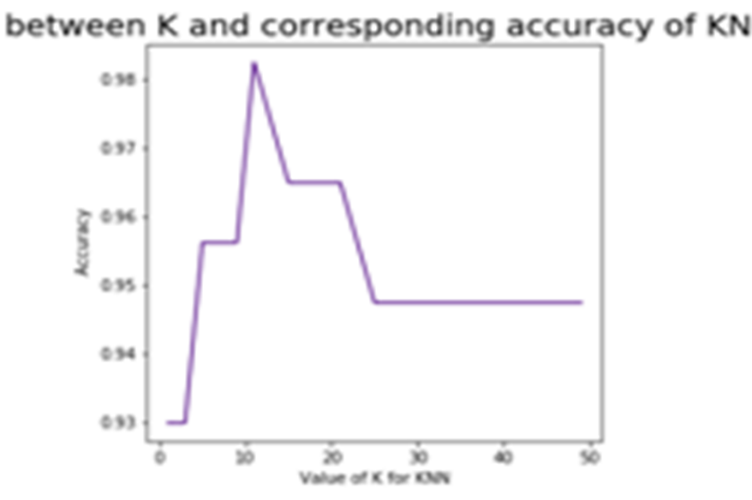 between K and corresponding accuracy of KN
0.98
0.97
0.96
0.95
0.94
0.93
Accuracy
0 10 20 30 40 50
Value of K for KNN